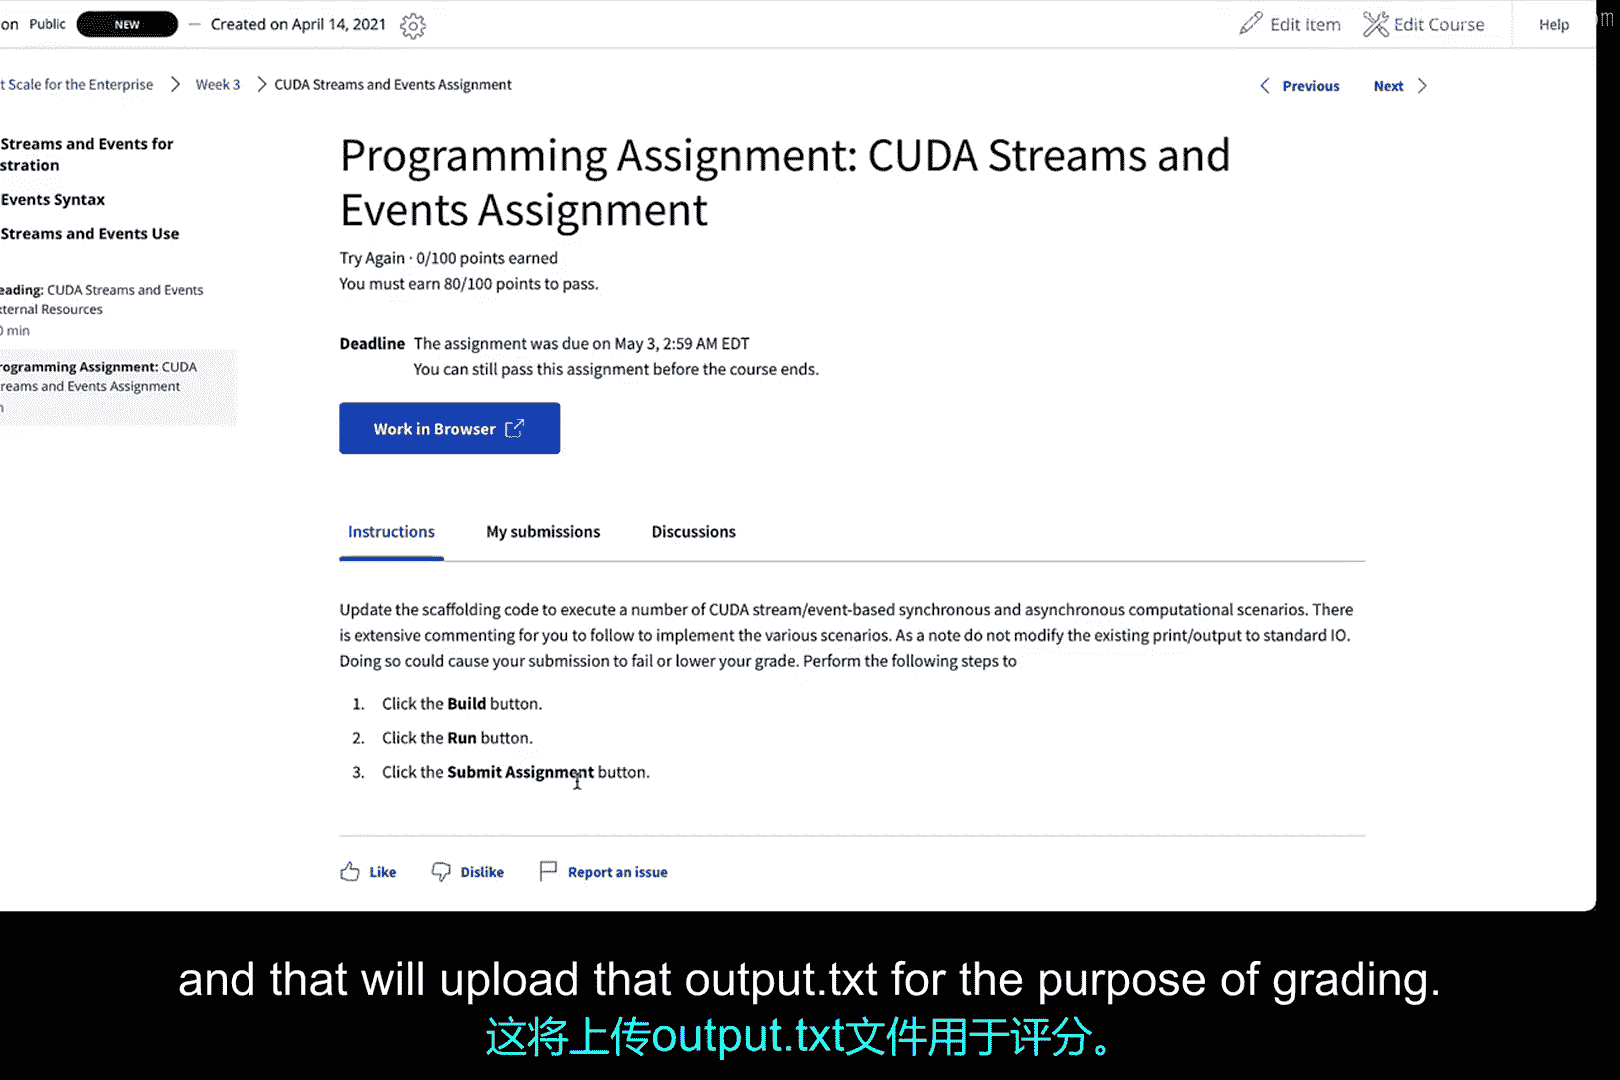 on Public NEW — Created on April 14, 2021 Edit Item Edit Course Help om
t Scale for the Enterprise > Week 3 > CUDA Streams and Events Assignment Previous Next
Streams and Events for
stration
Events Syntax
Streams and Events Use
eading: CUDA Streams and Events
xternal Resources
0 min
rogramming Assignment: CUDA
reams and Events Assignment
h
Programming Assignment: CUDA Streams and
Events Assignment
Try Again · 0/100 points earned
You must earn 80/100 points to pass.
Deadline The assignment was due on May 3, 2:59 AM EDT
You can still pass this assignment before the course ends.
Work in Browser
Instructions My submissions Discussions
Update the scaffolding code to execute a number of CUDA stream/event-based synchronous and asynchronous computational scenarios. There
is extensive commenting for you to follow to implement the various scenarios. As a note do not modify the existing print/output to standard IO.
Doing so could cause your submission to fail or lower your grade. Perform the following steps to
1. Click the Build button.
2. Click the Run button.
3. Click the Submit Assignment button.
Like Dislike Report an issue
and that will upload that output.txt for the purpose of grading.
这将上传output.txt文件用于评分。